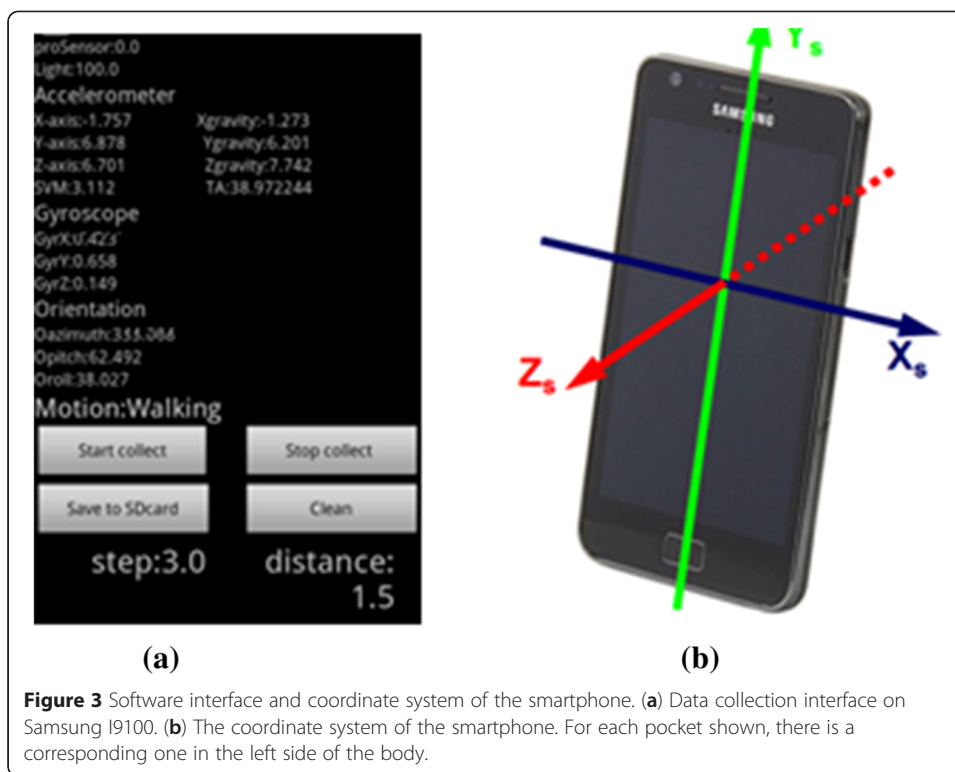 proSensor:0.0
Light:100.0
Accelerometer
X-axis:-1.757 Xgravity:-1.273
Y-axis:6.878 Ygravity:6.201
Z-axis:6.701 Zgravity:7.742
SVM:3.112 TA:38.972244
Gyroscope
GyrY:0.658
GyrZ:0.149
Orientation
Opitch:62.492
Oroll:38.027
Motion:Walking
Start collect Stop collect
Save to SDcard Clean
step:3.0 distance:
1.5
(a)
Ys
SAMSUNG
Xs
Zs
(b)
Figure 3 Software interface and coordinate system of the smartphone. (a) Data collection interface on
Samsung I9100. (b) The coordinate system of the smartphone. For each pocket shown, there is a
corresponding one in the left side of the body.